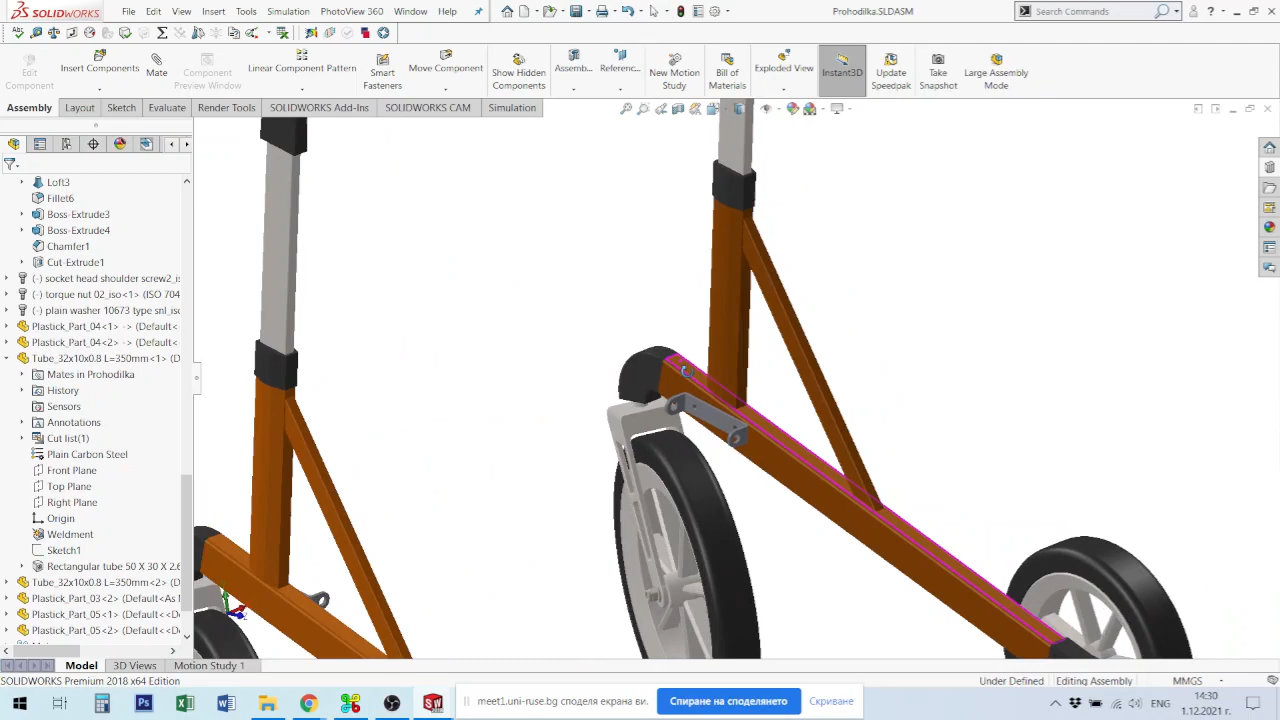 SOLIDWORKS File Edit View Insert Tools Simulation PhotoView 360 Window Help Prohodika.SLDASM Search Commands
Edit Component Insert Components Mate Component Preview Window Linear Component Pattern Smart Fasteners Move Component Show Hidden Components Assemb... Referenc... New Motion Study Bill of Materials Exploded View Instant3D Update Speedpak Take Snapshot Large Assembly Mode
Assembly Layout Sketch Evaluate Render Tools SOLIDWORKS Add-Ins SOLIDWORKS CAM Simulation
Loft3
Fillet6
Boss-Extrude3
Boss-Extrude4
Chamfer1
Cut-Extrude1
(-) socket head shoulder screw2_is
(-) torque nut 02_iso<1> (ISO 704
(-) plain washer 10673 type snl_iso
Plastick_Part_04<1> -> (Default<
Plastick_Part_04<2> -> (Default<
Tube_32x10x0.8 L=350mm<1> (D
Mates in Prohodilka
History
Sensors
Annotations
Cut list(1)
Plain Carbon Steel
Front Plane
Top Plane
Right Plane
Origin
Weldment
Sketch1
Rectangular tube 50 X 30 X 2.6
Tube_32x10x0.8 L=350mm<2> (D
Plastick_Part_03<2> (Default<As
Plastick_Part_05<1> (Default<<D
Plastick_Part_05<2> (Default<<D
Model 3D Views Motion Study 1
SOLIDWORKS Premium 2018 x64 Edition Under Defined Editing Assembly MMGS
meet1.uni-ruse.bg споделя екрана ви. Спиране на споделянето Скриване
ENG 14:30
1.12.2021 г.